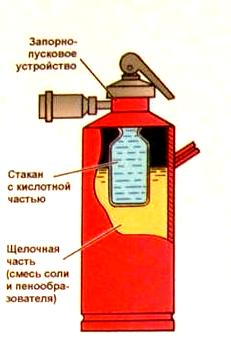 Запорно-
пусковое
устройство
Стакан
с кислотной
частью
Щелочная
часть
(смесь соли
и пенообра-
зователя)